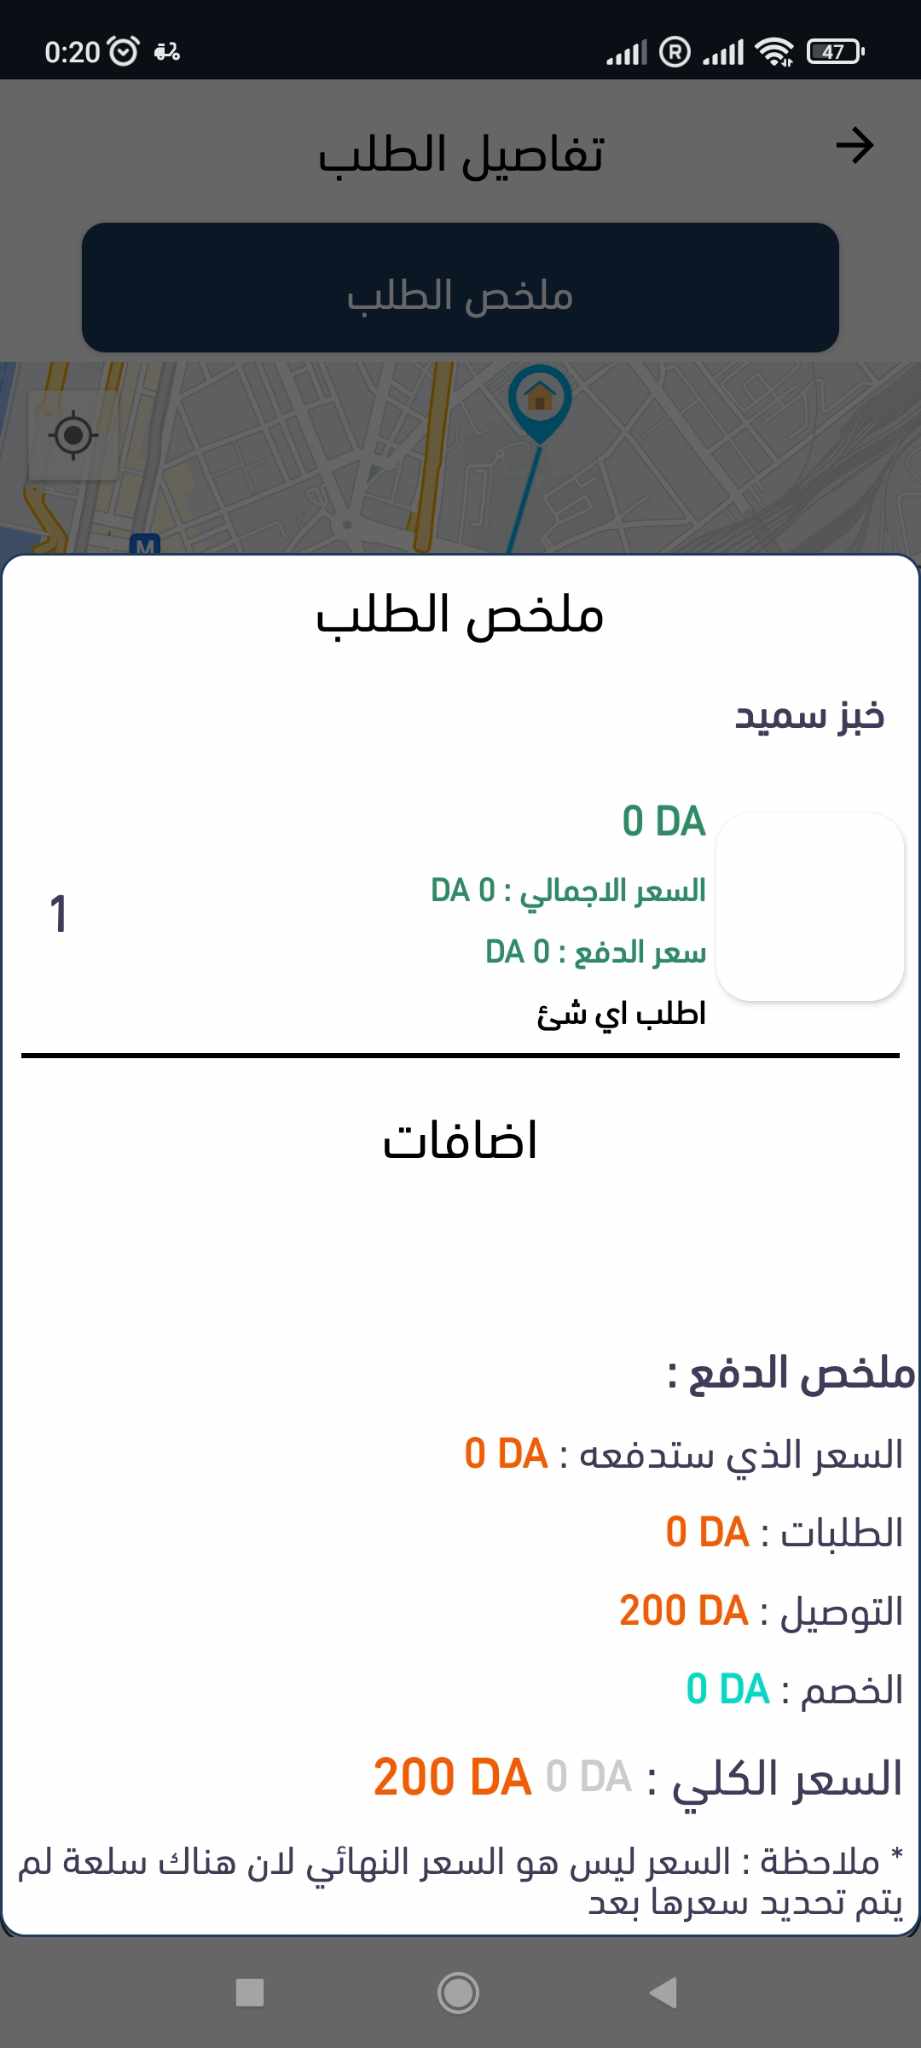 0:20
R
47
تفاصيل الطلب
ملخص الطلب
M
ملخص الطلب
خبز سميد
0 DA
السعر الاجمالي : 0 DA
سعر الدفع : 0 DA
1
اطلب اي شئ
اضافات
ملخص الدفع :
السعر الذي ستدفعه : 0 DA
الطلبات : 0 DA
التوصيل : 200 DA
الخصم : 0 DA
السعر الكلي : 0 DA 200 DA
* ملاحظة : السعر ليس هو السعر النهائي لان هناك سلعة لم
يتم تحديد سعرها بعد